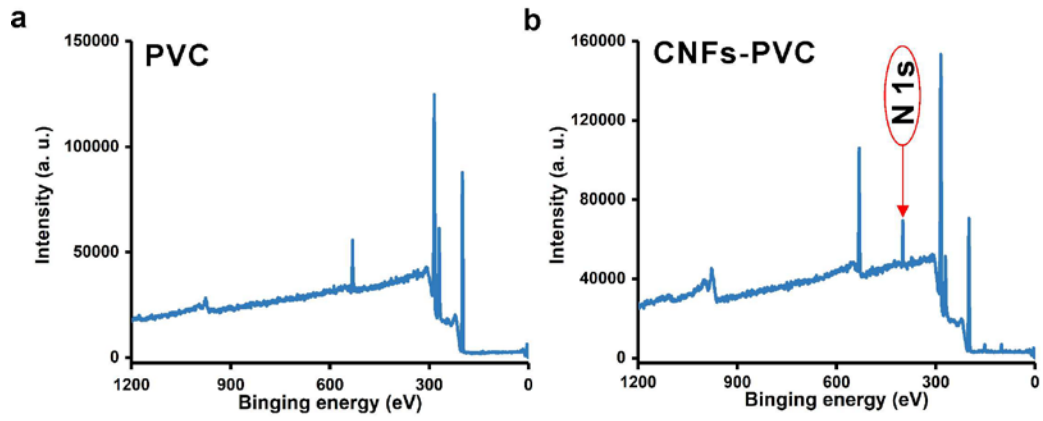 a
PVC
Intensity (a. u.)
150000
100000
50000
0
1200 900 600 300 0
Binging energy (eV)
b
CNFs-PVC
N 1s
Intensity (a. u.)
160000
120000
80000
40000
0
1200 900 600 300 0
Binging energy (eV)